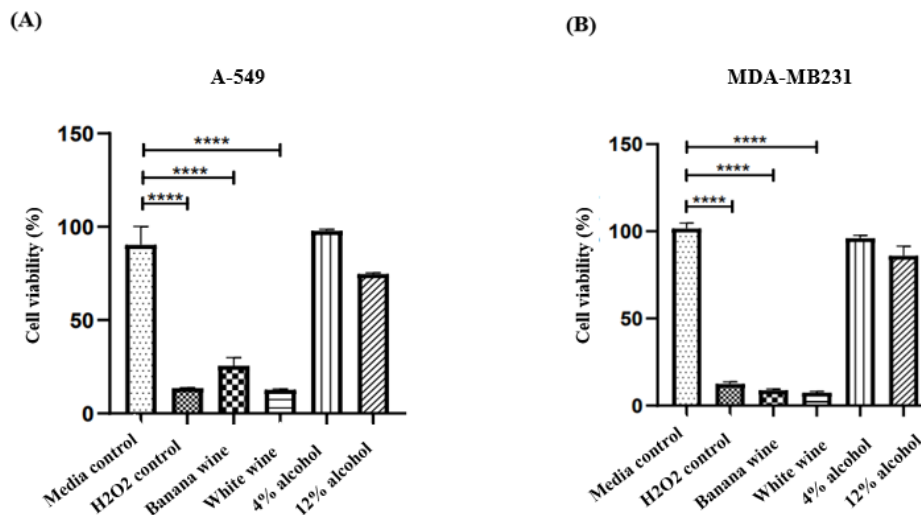 (A)
A-549
150
100
50
0
Cell viability (%)
****
****
****
Media control
H2O2 control
Banana wine
White wine
4% alcohol
12% alcohol
(B)
MDA-MB231
150
100
50
0
Cell viability (%)
****
****
****
Media control
H2O2 control
Banana wine
White wine
4% alcohol
12% alcohol